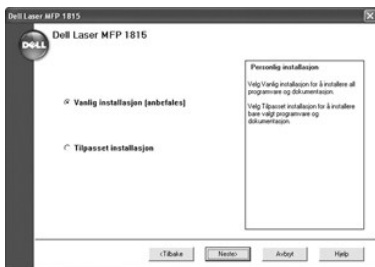 Dell Laser MFP 1815
DELL
Dell Laser MFP 1815
Vanlig installasjon (anbefales)
Tilpasset installasjon
Personlig installasjon
Velg Vanlig installasjon for å installere all
programvare og dokumentasjon.
Velg Tilpasset installasjon for å installere
bare valgt programvare og
dokumentasjon.
<Tilbake
Neste>
Avbryt
Hjelp